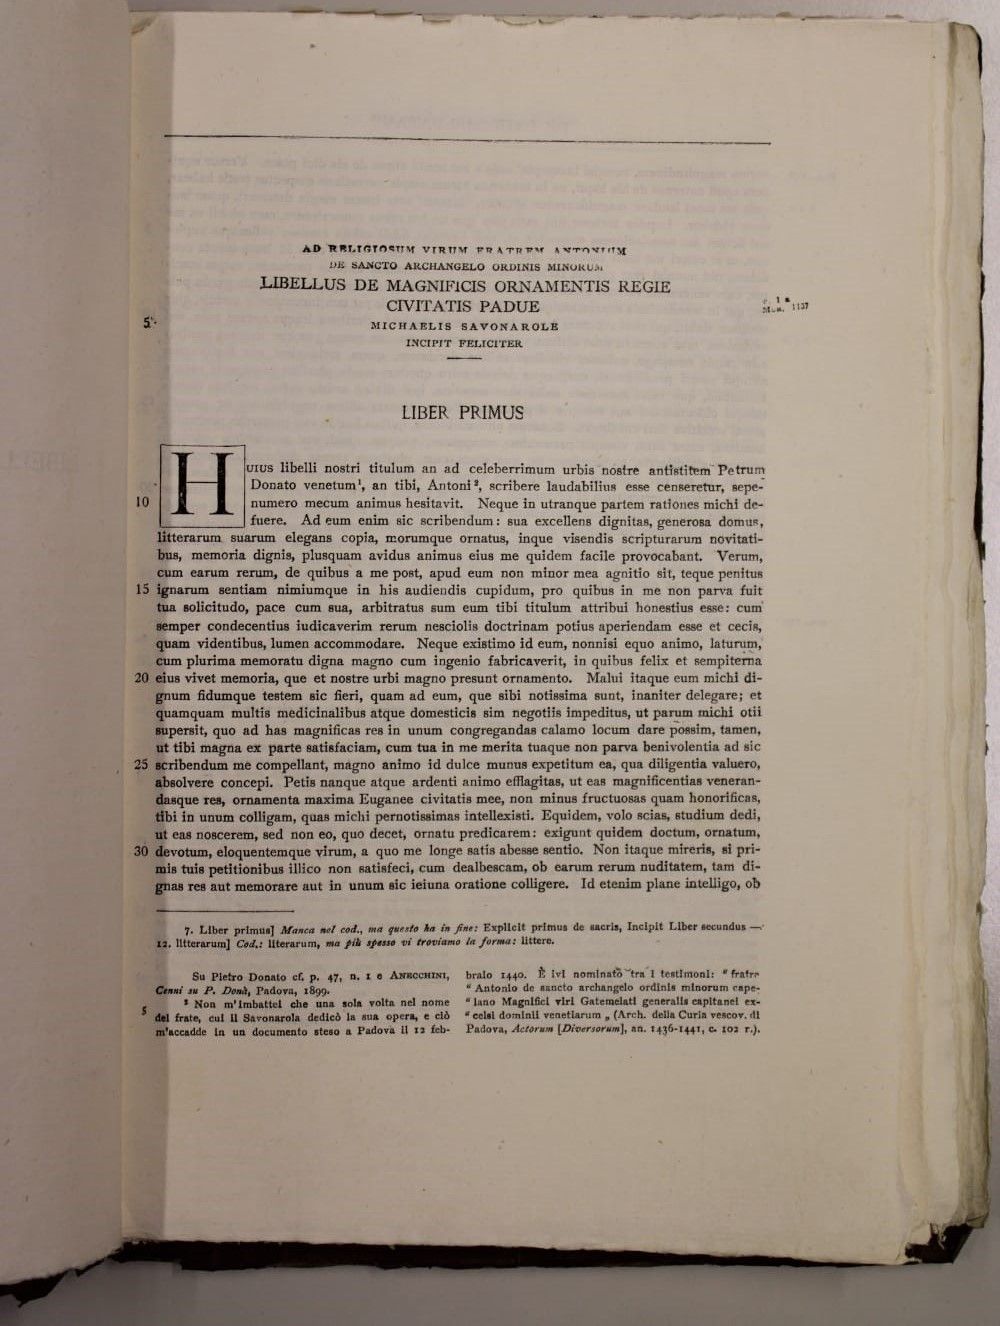 AD RELIGIOSUM VIRUM FRATREM ANTONIUM
DE SANCTO ARCHANGELO ORDINIS MINORUM
LIBELLUS DE MAGNIFICIS ORNAMENTIS REGIE
CIVITATIS PADUE
c. 1 a
Mur. 1137
5
MICHAELIS SAVONAROLE
INCIPIT FELICITER
LIBER PRIMUS
HUIUS libelli nostri titulum an ad celeberrimum urbis nostre antistitem Petrum
Donato venetum¹, an tibi, Antoni², scribere laudabilius esse censeretur, sepe-
10 numero mecum animus hesitavit. Neque in utranque partem rationes michi de-
fuere. Ad eum enim sic scribendum: sua excellens dignitas, generosa domus,
litterarum suarum elegans copia, morumque ornatus, inque visendis scripturarum novitati-
bus, memoria dignis, plusquam avidus animus eius me quidem facile provocabant. Verum,
cum earum rerum, de quibus a me post, apud eum non minor mea agnitio sit, teque penitus
15 ignarum sentiam nimiumque in his audiendis cupidum, pro quibus in me non parva fuit
tua solicitudo, pace cum sua, arbitratus sum eum tibi titulum attribui honestius esse: cum
semper condecentius iudicaverim rerum nesciolis doctrinam potius aperiendam esse et cecis,
quam videntibus, lumen accommodare. Neque existimo id eum, nonnisi equo animo, laturum,
cum plurima memoratu digna magno cum ingenio fabricaverit, in quibus felix et sempiterna
20 eius vivet memoria, que et nostre urbi magno presunt ornamento. Malui itaque eum michi di-
gnum fidumque testem sic fieri, quam ad eum, que sibi notissima sunt, inaniter delegare; et
quamquam multis medicinalibus atque domesticis sim negotiis impeditus, ut parum michi otii
supersit, quo ad has magnificas res in unum congregandas calamo locum dare possim, tamen,
ut tibi magna ex parte satisfaciam, cum tua in me merita tuaque non parva benivolentia ad sic
25 scribendum me compellant, magno animo id dulce munus expetitum ea, qua diligentia valuero,
absolvere concepi. Petis nanque atque ardenti animo efflagitas, ut eas magnificentias veneran-
dasque res, ornamenta maxima Euganee civitatis mee, non minus fructuosas quam honorificas,
tibi in unum colligam, quas michi pernotissimas intellexisti. Equidem, volo scias, studium dedi,
ut eas noscerem, sed non eo, quo decet, ornatu predicarem: exigunt quidem doctum, ornatum,
30 devotum, eloquentemque virum, a quo me longe satis abesse sentio. Non itaque mireris, si pri-
mis tuis petitionibus illico non satisfeci, cum dealbescam, ob earum rerum nuditatem, tam di-
gnas res aut memorare aut in unum sic ieiuna oratione colligere. Id etenim plane intelligo, ob
7. Liber primus] Manca nel cod., ma questo ha in fine: Explicit primus de sacris, Incipit Liber secundus —
12. litterarum] Cod.: literarum, ma più spesso vi troviamo la forma: littere.
Su Pietro Donato cf. p. 47, n. 1 e ANECCHINI,
Cenni su P. Donà, Padova, 1899.
² Non m'imbattei che una sola volta nel nome
5 del frate, cui il Savonarola dedicò la sua opera, e ciò
m'accadde in un documento steso a Padova il 12 feb-
braio 1440. È ivi nominato tra i testimoni: " fratre
" Antonio de sancto archangelo ordinis minorum cape-
" lano Magnifici viri Gatemelati generalis capitanei ex-
" celsi dominii venetiarum „ (Arch. della Curia vescov. di
Padova, Actorum [Diversorum], an. 1436-1441, c. 102 r.).